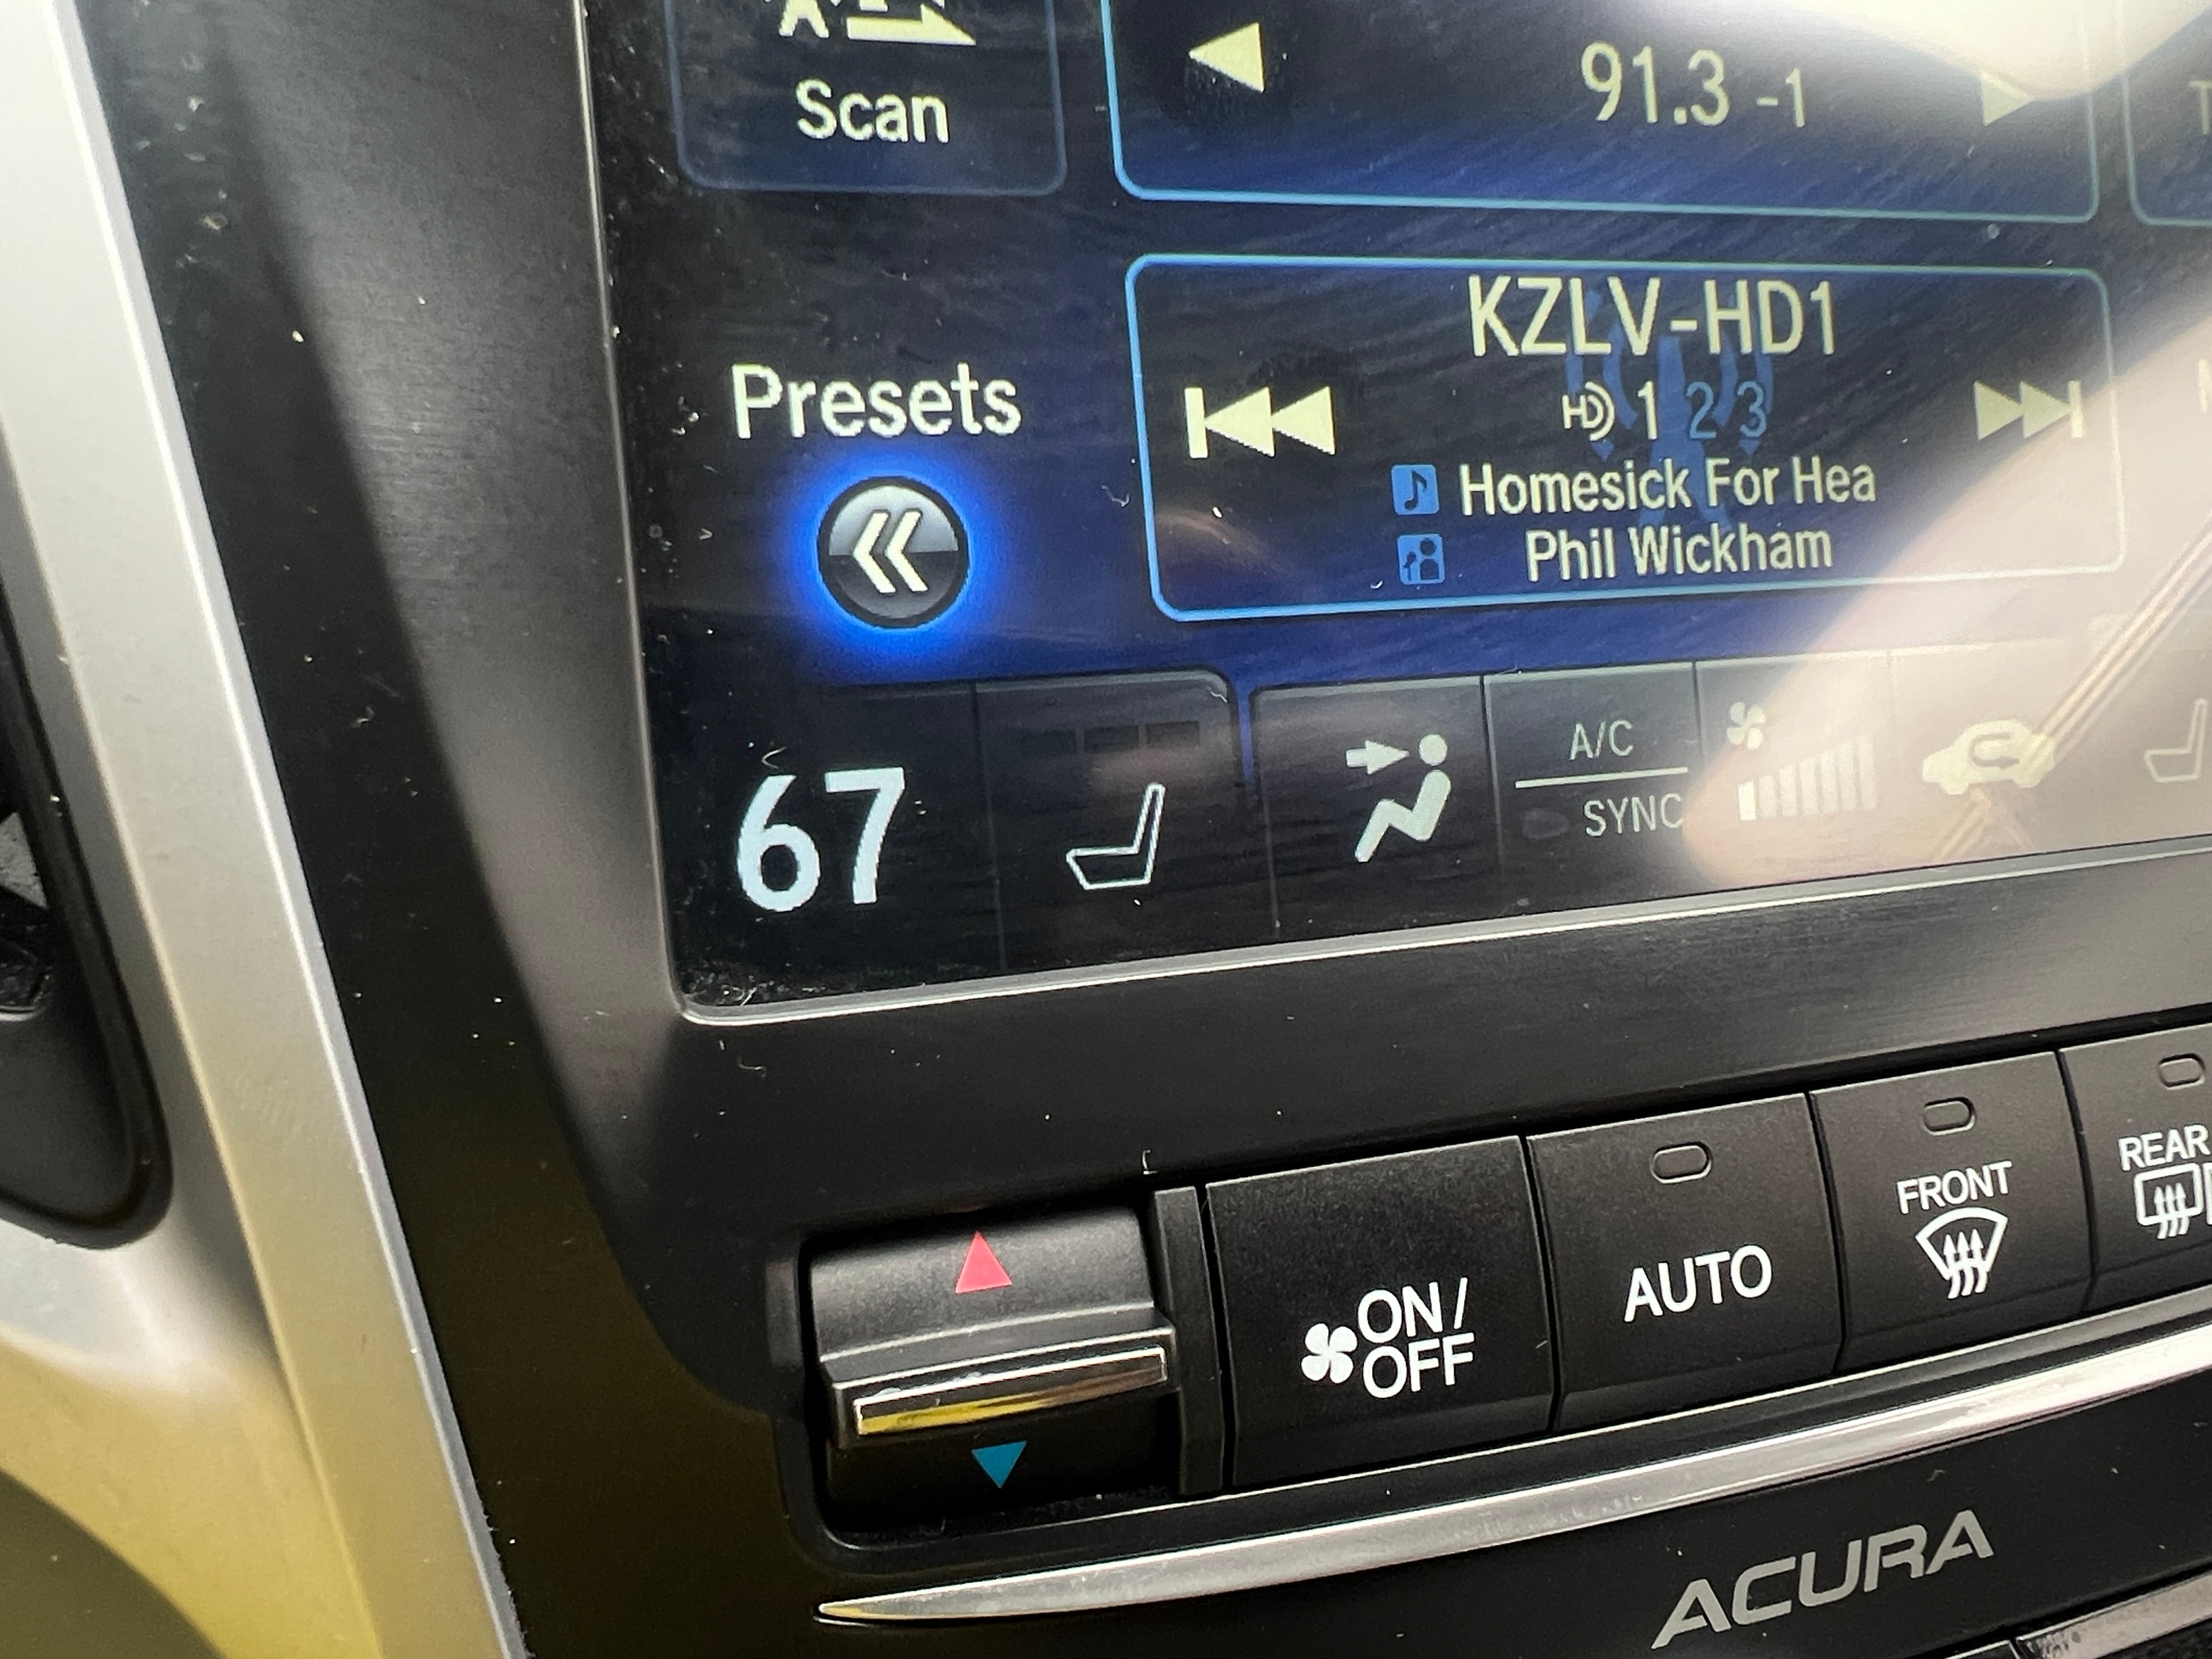 Scan
91.3 -1
KZLV-HD1
HD 1 2 3
Presets
Homesick For Hea
Phil Wickham
67
A/C
SYNC
ON/
OFF
AUTO
FRONT
REAR
ACURA